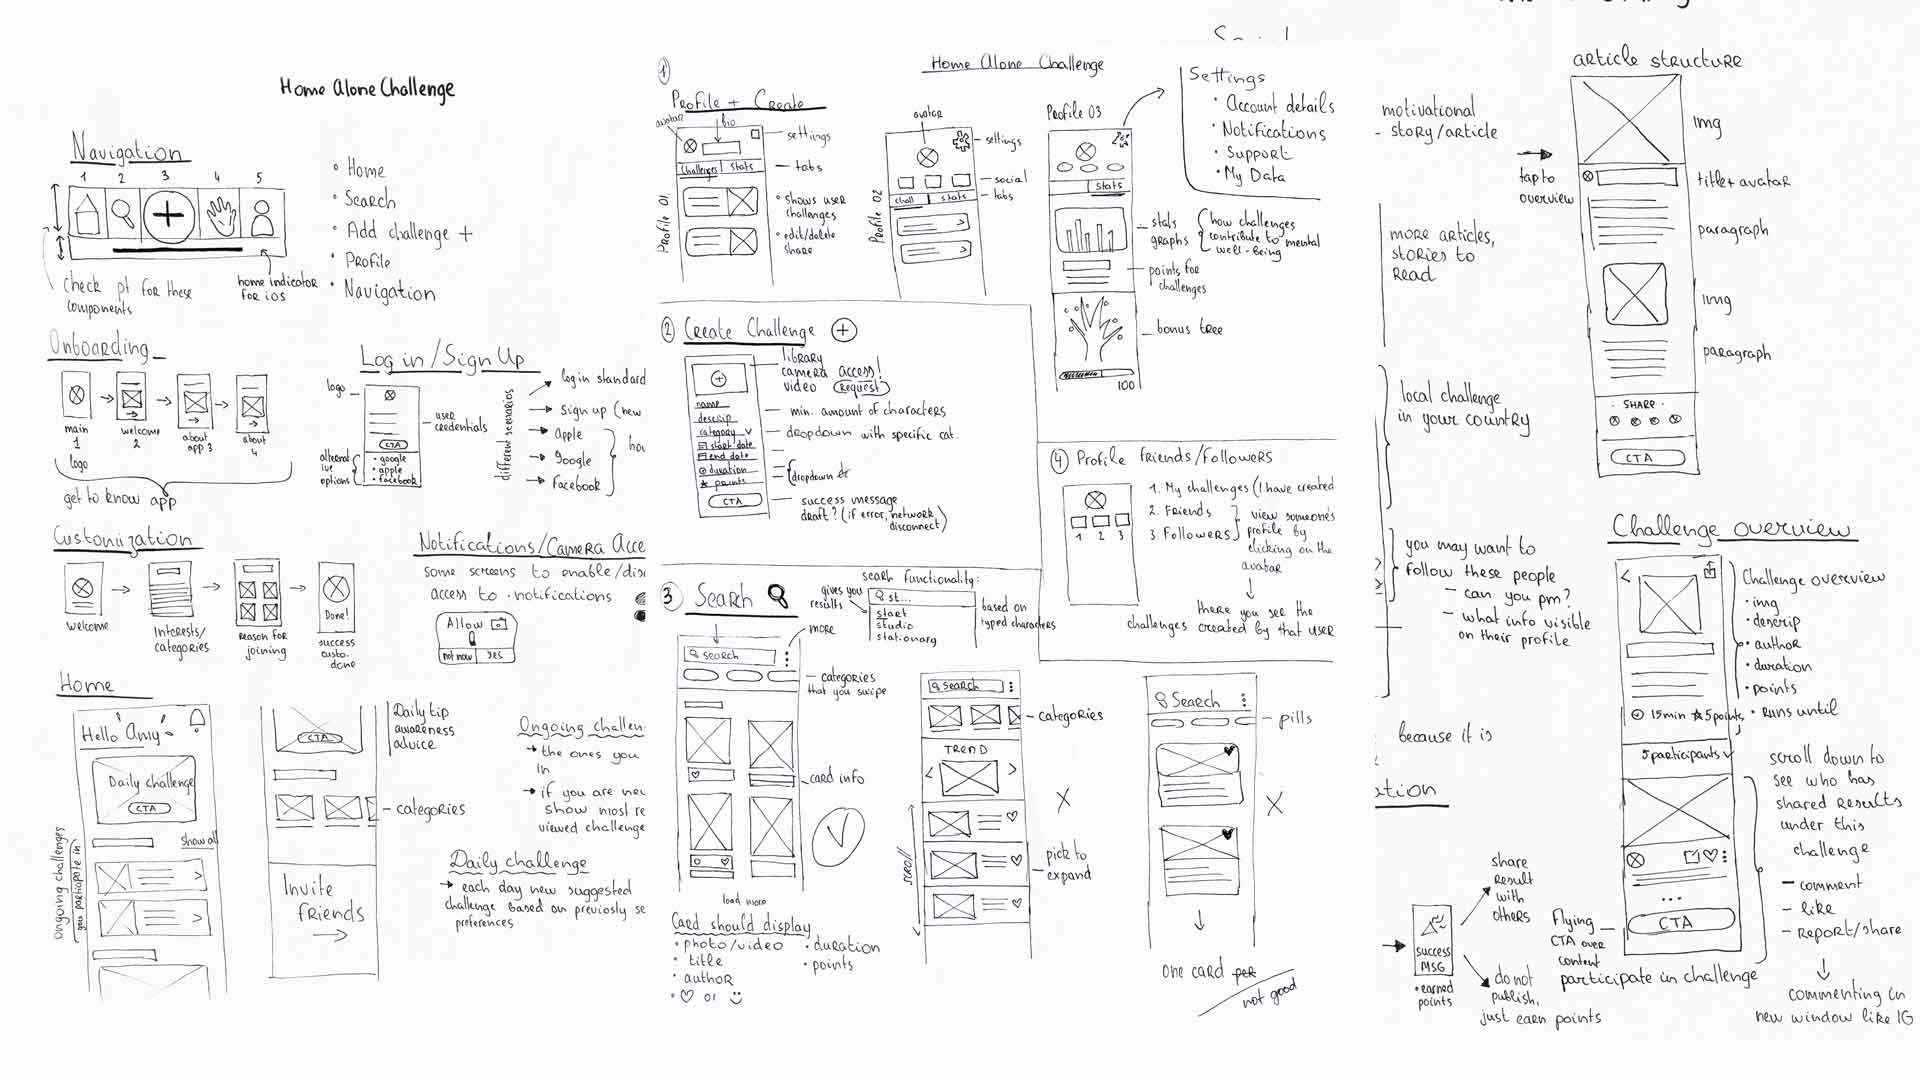 Home Alone Challenge
Navigation
1 2 3 4 5
home indicator
for iOS
check pt for these
components
• Home
• Search
• Add challenge +
• Profile
• Navigation
Onboarding
main
1
logo
welcome
2
about
app 3
about
4
get to know app
Log in / Sign Up
logo
user
credentials
CTA
• google
• apple
• facebook
alternative
options
different scenarios
login standard
sign up (new
Apple
Google
Facebook
Customization
welcome
Interests/
categories
Reason for
joining
Done!
success
custo.
done
Notifications/Camera Acce
some screens to enable/dis
access to • notifications
Allow
not now yes
Home
Hello Amy
Daily challenge
CTA
show all
ongoing challenges
you participate in
CTA
Daily tip
awareness
advice
categories
Invite
friends
Ongoing challen
the ones you
in
if you are new
show most re
viewed challenge
Daily challenge
each day new suggested
challenge based on previosly se
preferences
Home Alone Challenge
1
Profile + Create
avatar
bio
settings
Challenges stats
tabs
Profile 01.
• shows user
challenges
• edit/delete
share
avatar
settings
social
chall stats
tabs
Profile 02
Profile 03
stats
stats
graphs
how challenges
contribute to mental
well-being
points for
challenges
bonus tree
100
Settings
• Account details
• Notifications
• Support
• My Data
2 Create Challenge +
library
camera access!
video request
name
descrip
category
start date
end date
duration
points
CTA
min. amount of characters
dropdown with specific cat.
dropdown
success message
draft? (if error, network
disconnect)
3 Search
search functionality:
gives you
results
st...
start
studio
stationary
based on
typed characters
more
search
categories
that you swipe
card info
load more
Card should display
• photo/video
• title
• author
• duration
• points
search
categories
TREND
scroll
pick to
expand
X
Search
pills
X
one card per
not good
4 Profile friends/followers
1 2 3
1. My challenges (I have created
2. Friends
3. Followers
view someone's
profile by
clicking on the
avatar
there you see the
challenges created by that user
motivational
- story/article
tap to
overview
more articles,
stories to
read
local challenge
in your country
you may want to
follow these people
- can you pm?
- what info visible
on their profile
because it is
ation
article structure
img
title + avatar
paragraph
img
paragraph
SHARE
CTA
Challenge overview
Challenge overview
• img
• descrip
• author
• duration
• points
• runs until
15min 5points
5participants
scroll down to
see who has
shared results
under this
challenge
- comment
- like
- report/share
commenting in
new window like IG
...
CTA
Flying
CTA over
content
participate in challenge
success
MSG
• earned
points
share
result
with
others
do not
publish,
just earn points